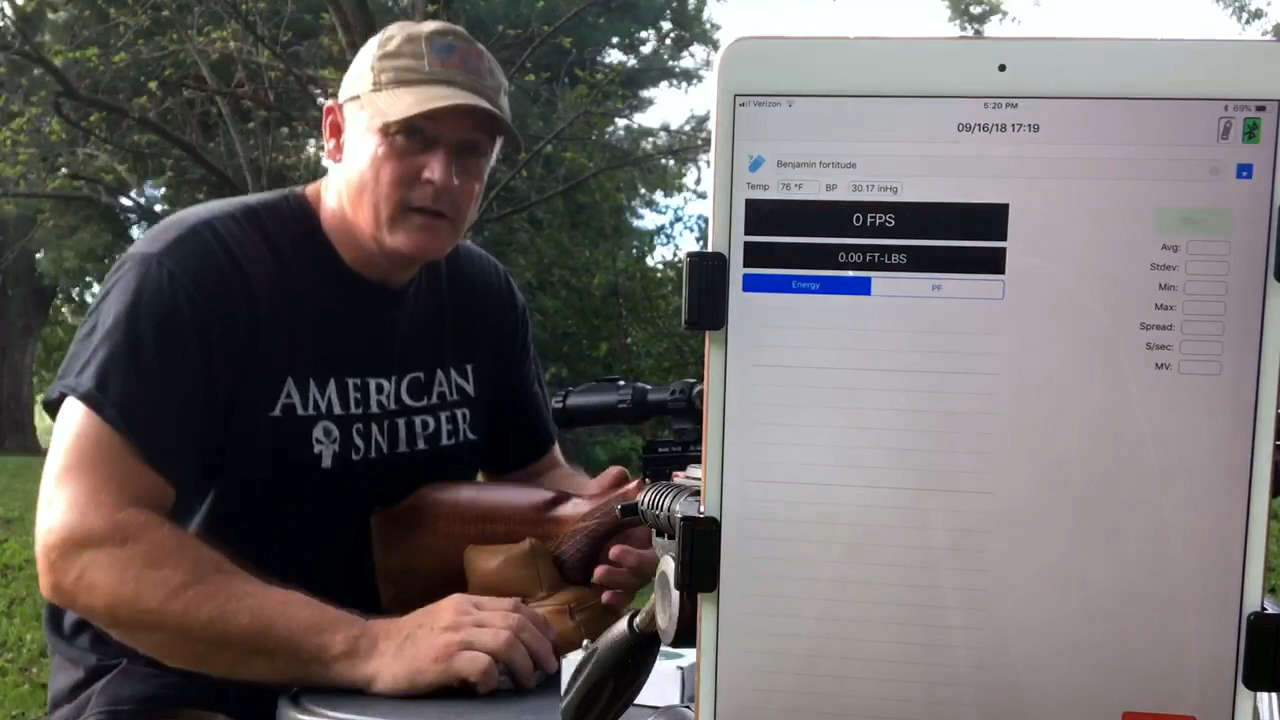 AMERICAN
SNIPER
Verizon
5:20 PM
69%
09/16/18 17:19
Benjamin fortitude
Temp 76 °F BP 30.17 inHg
0 FPS
0.00 FT-LBS
Energy PF
Avg:
Stdev:
Min:
Max:
Spread:
S/sec:
MV: